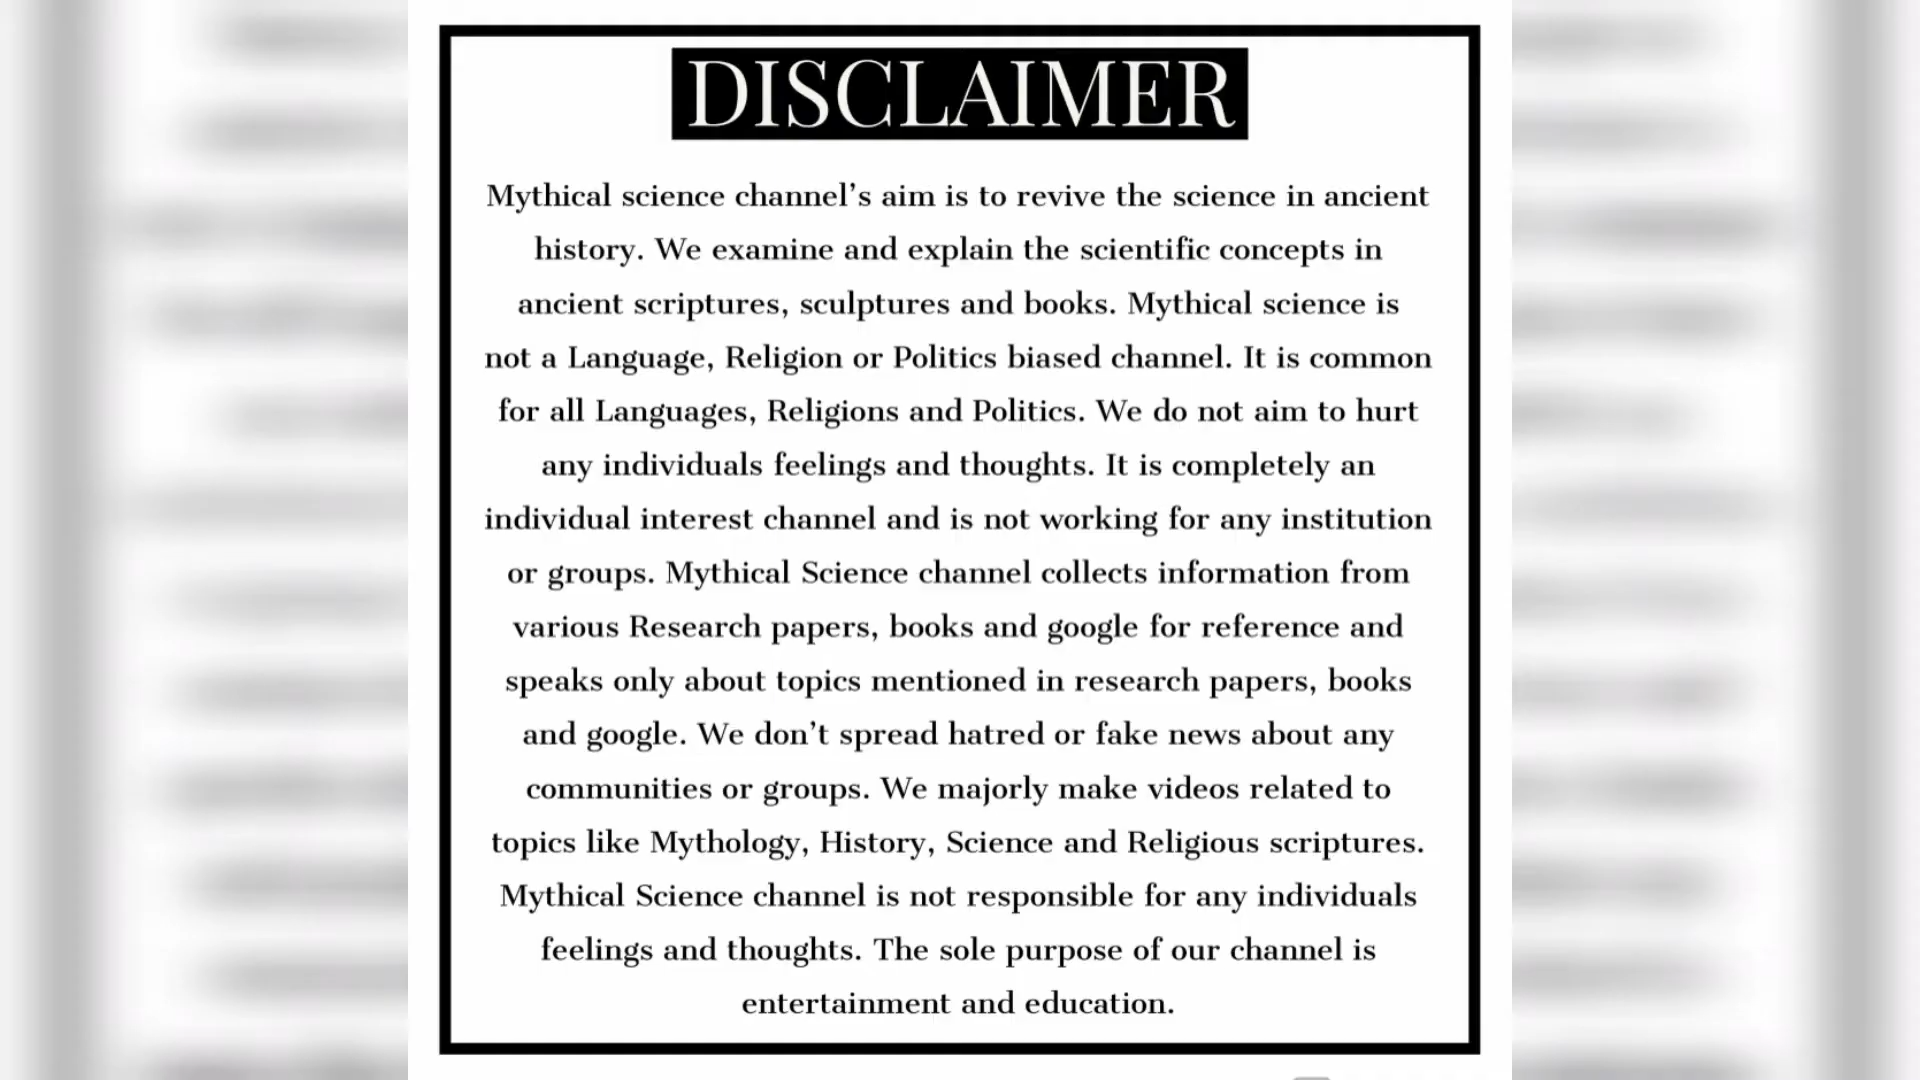 DISCLAIMER
Mythical science channel’s aim is to revive the science in ancient
history. We examine and explain the scientific concepts in
ancient scriptures, sculptures and books. Mythical science is
not a Language, Religion or Politics biased channel. It is common
for all Languages, Religions and Politics. We do not aim to hurt
any individuals feelings and thoughts. It is completely an
individual interest channel and is not working for any institution
or groups. Mythical Science channel collects information from
various Research papers, books and google for reference and
speaks only about topics mentioned in research papers, books
and google. We don’t spread hatred or fake news about any
communities or groups. We majorly make videos related to
topics like Mythology, History, Science and Religious scriptures.
Mythical Science channel is not responsible for any individuals
feelings and thoughts. The sole purpose of our channel is
entertainment and education.